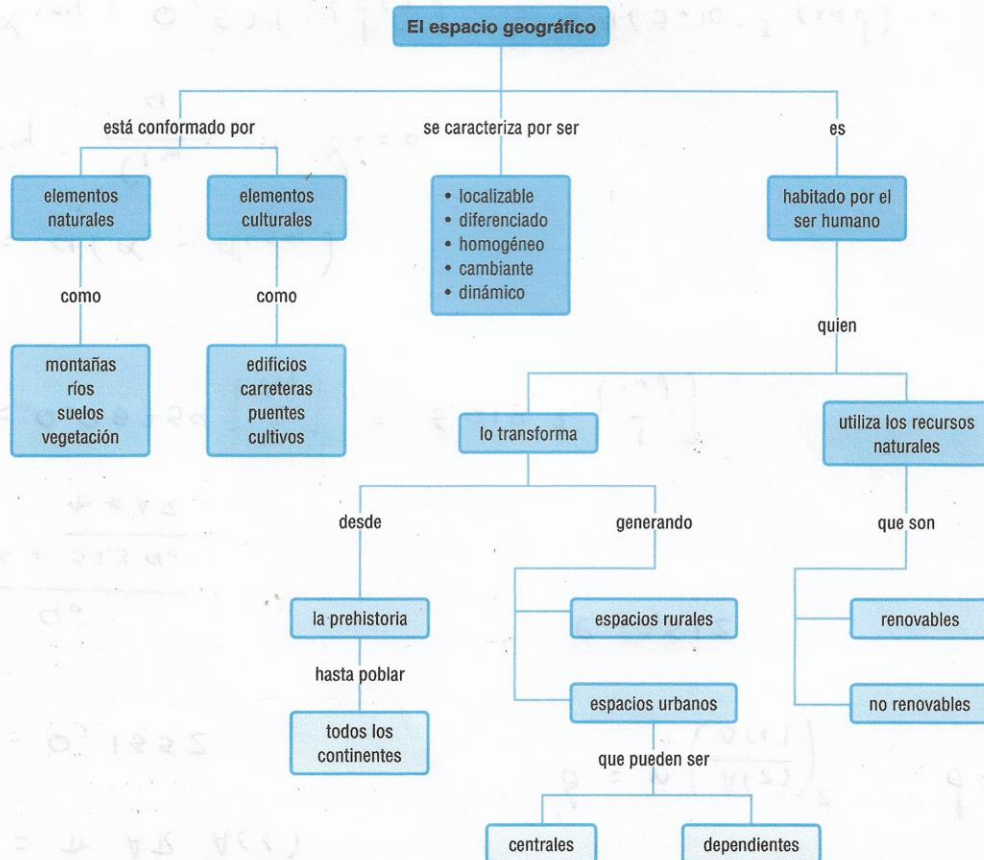 El espacio geográfico
está conformado por
se caracteriza por ser
es
elementos
naturales
elementos
culturales
• localizable
• diferenciado
• homogéneo
• cambiante
• dinámico
habitado por el
ser humano
como
como
quien
montañas
ríos
suelos
vegetación
edificios
carreteras
puentes
cultivos
lo transforma
utiliza los recursos
naturales
desde
generando
que son
la prehistoria
espacios rurales
renovables
hasta poblar
espacios urbanos
no renovables
todos los
continentes
que pueden ser
centrales
dependientes